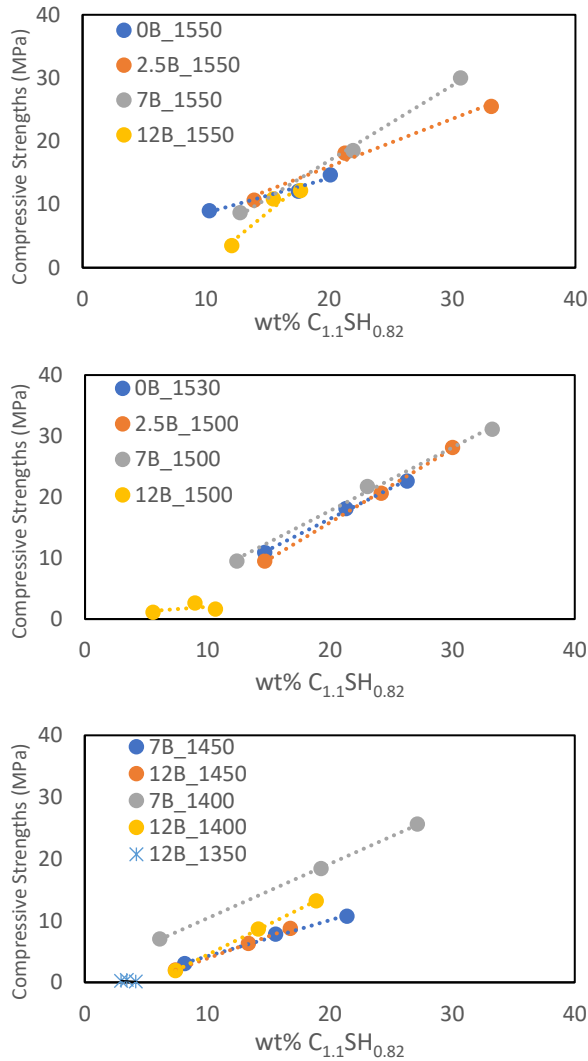 Compressive Strengths (MPa)
40
30
20
10
0
0B_1550
2.5B_1550
7B_1550
12B_1550
0 10 20 30 40
wt% C₁.₁SH₀.₈₂
Compressive Strengths (MPa)
40
30
20
10
0
0B_1530
2.5B_1500
7B_1500
12B_1500
0 10 20 30 40
wt% C₁.₁SH₀.₈₂
Compressive Strengths (MPa)
40
30
20
10
0
7B_1450
12B_1450
7B_1400
12B_1400
12B_1350
0 10 20 30 40
wt% C₁.₁SH₀.₈₂